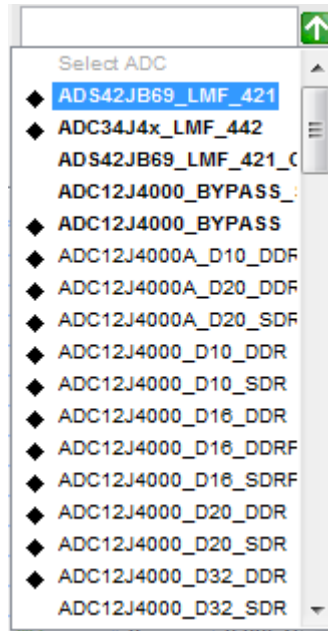 Select ADC
ADS42JB69_LMF_421
ADC34J4x_LMF_442
ADS42JB69_LMF_421_
ADC12J4000_BYPASS_
ADC12J4000_BYPASS
ADC12J4000A_D10_DDR
ADC12J4000A_D20_DDR
ADC12J4000A_D20_SDR
ADC12J4000_D10_DDR
ADC12J4000_D10_SDR
ADC12J4000_D16_DDR
ADC12J4000_D16_DDRF
ADC12J4000_D16_SDRF
ADC12J4000_D20_DDR
ADC12J4000_D20_SDR
ADC12J4000_D32_DDR
ADC12J4000_D32_SDR